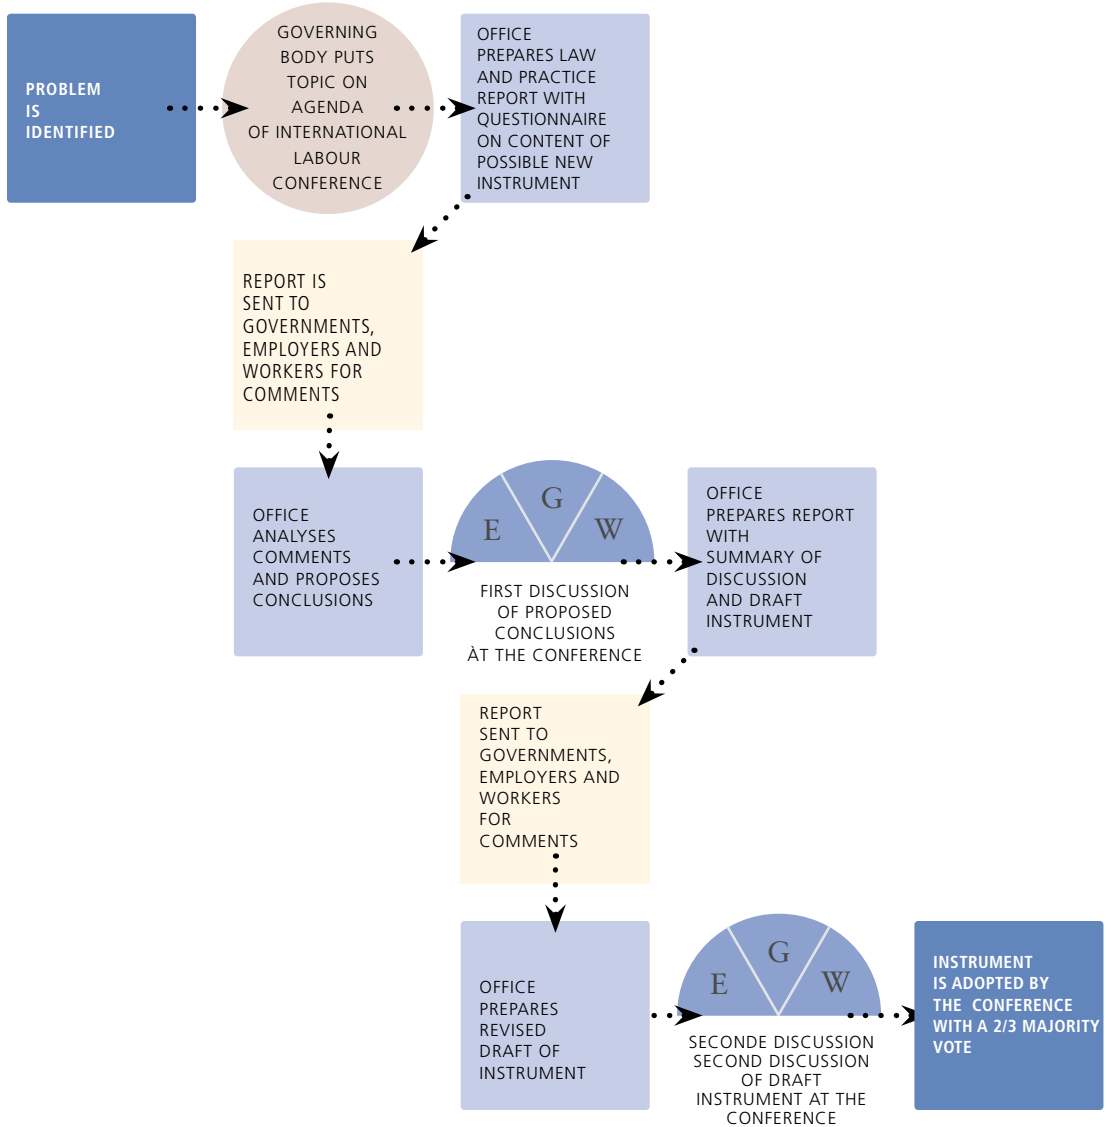 PROBLEM
IS
IDENTIFIED
GOVERNING
BODY PUTS
TOPIC ON
AGENDA
OF INTERNATIONAL
LABOUR
CONFERENCE
OFFICE
PREPARES LAW
AND PRACTICE
REPORT WITH
QUESTIONNAIRE
ON CONTENT OF
POSSIBLE NEW
INSTRUMENT
REPORT IS
SENT TO
GOVERNMENTS,
EMPLOYERS AND
WORKERS FOR
COMMENTS
OFFICE
ANALYSES
COMMENTS
AND PROPOSES
CONCLUSIONS
E
G
W
FIRST DISCUSSION
OF PROPOSED
CONCLUSIONS
ÀT THE CONFERENCE
OFFICE
PREPARES REPORT
WITH
SUMMARY OF
DISCUSSION
AND DRAFT
INSTRUMENT
REPORT
SENT TO
GOVERNMENTS,
EMPLOYERS AND
WORKERS
FOR
COMMENTS
OFFICE
PREPARES
REVISED
DRAFT OF
INSTRUMENT
E
G
W
SECONDE DISCUSSION
SECOND DISCUSSION
OF DRAFT
INSTRUMENT AT THE
CONFERENCE
INSTRUMENT
IS ADOPTED BY
THE CONFERENCE
WITH A 2/3 MAJORITY
VOTE